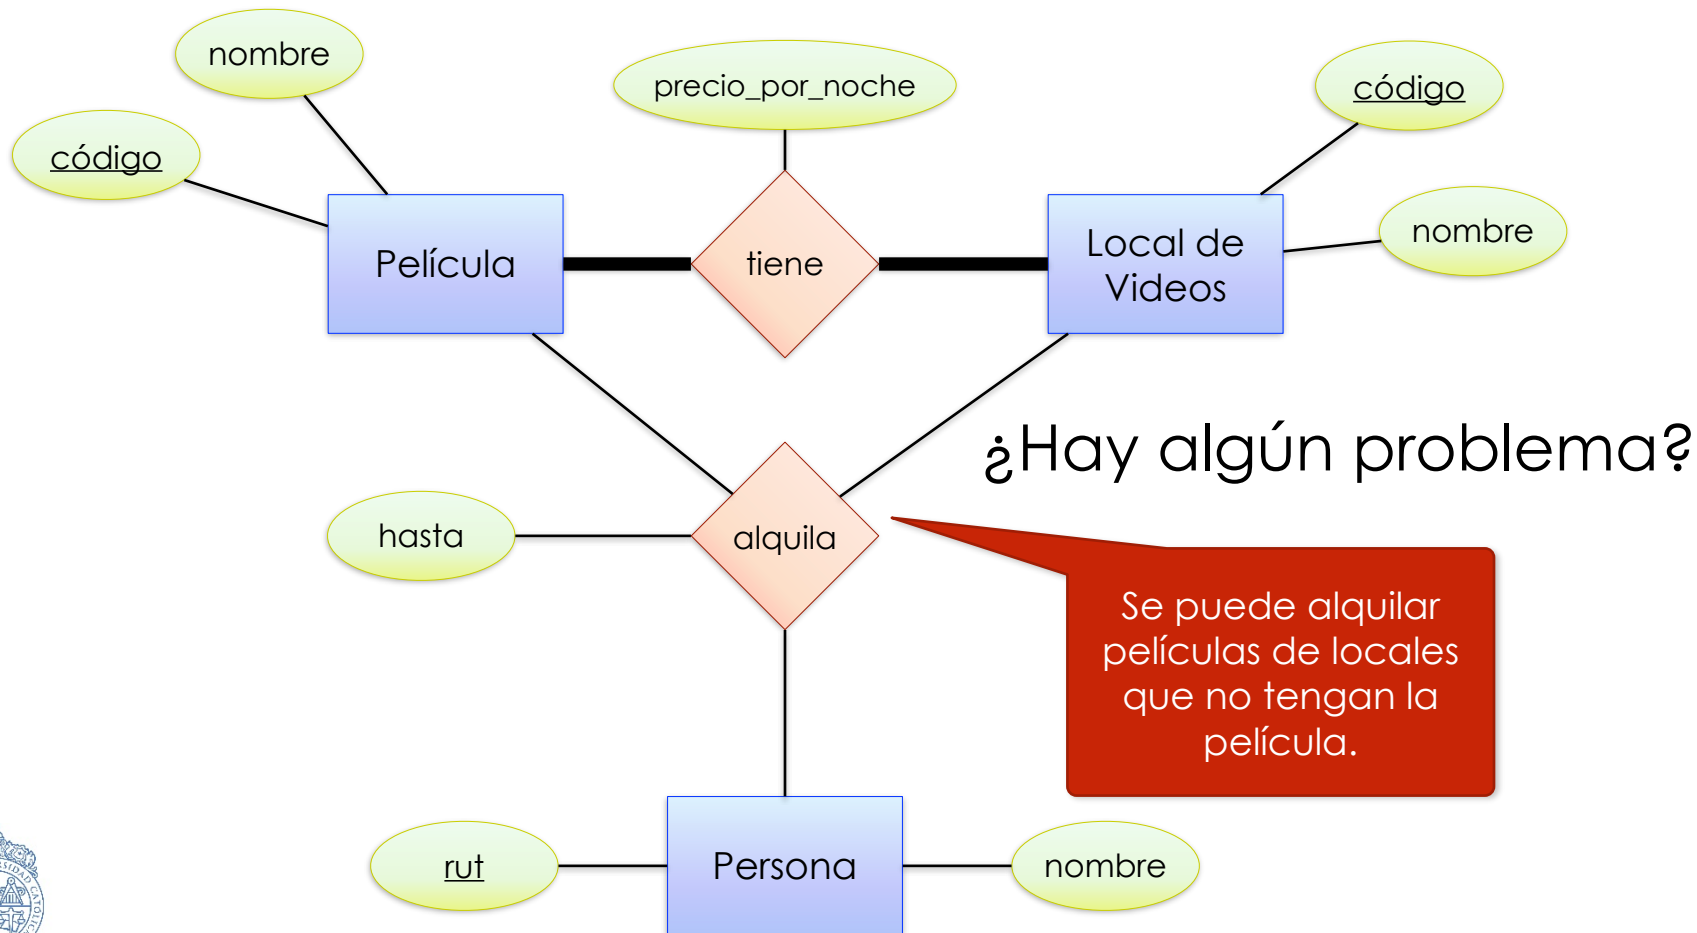 nombre
precio_por_noche
código
código
nombre
Película
tiene
Local de
Videos
¿Hay algún problema?
hasta
alquila
Se puede alquilar
películas de locales
que no tengan la
película.
rut
Persona
nombre